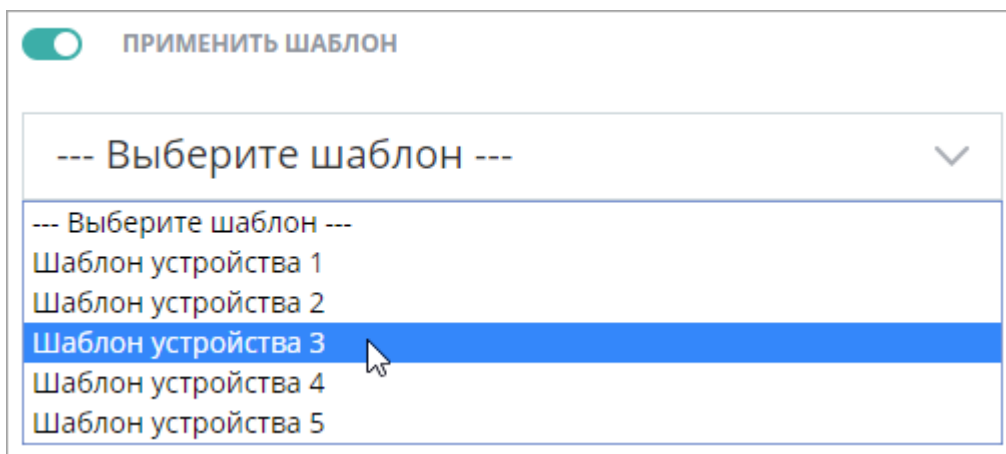 ПРИМЕНИТЬ ШАБЛОН
--- Выберите шаблон ---
--- Выберите шаблон ---
Шаблон устройства 1
Шаблон устройства 2
Шаблон устройства 3
Шаблон устройства 4
Шаблон устройства 5